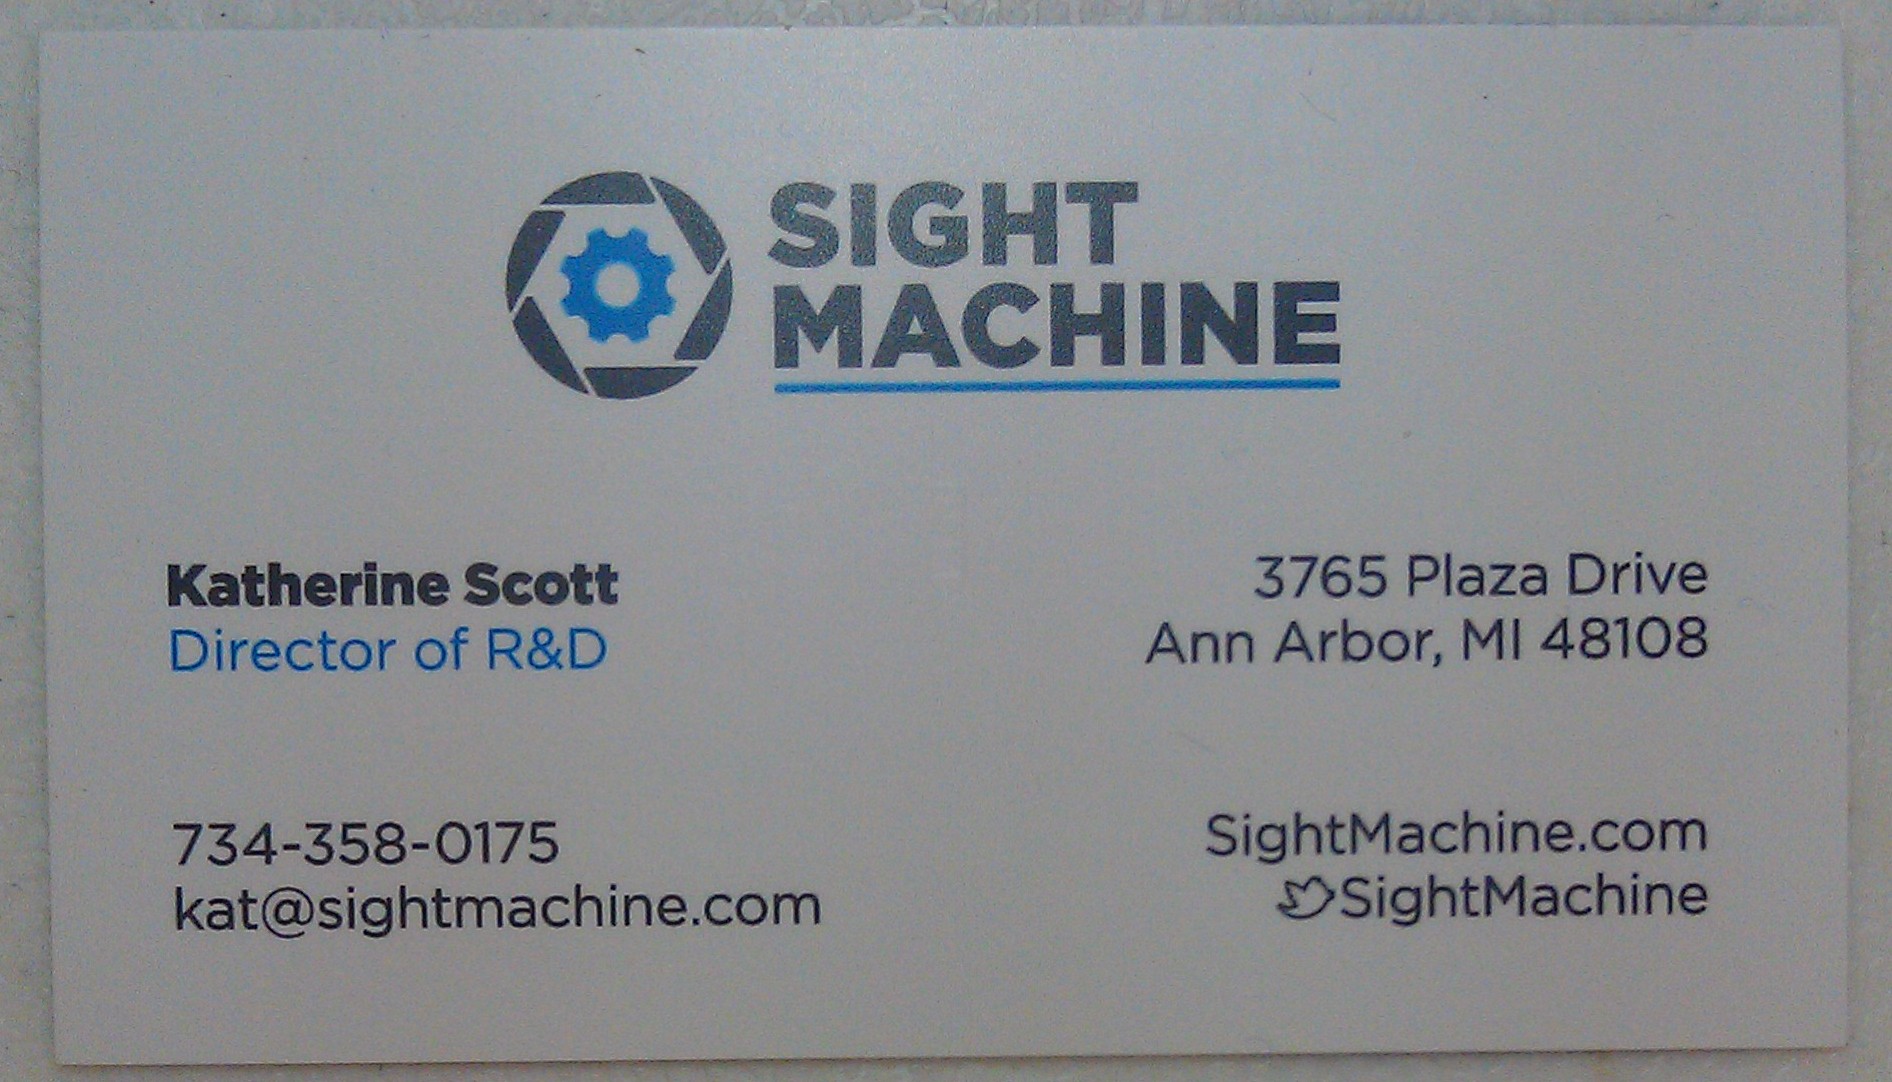 SIGHT
MACHINE
Katherine Scott
Director of R&D
3765 Plaza Drive
Ann Arbor, MI 48108
734-358-0175
kat@sightmachine.com
SightMachine.com
SightMachine